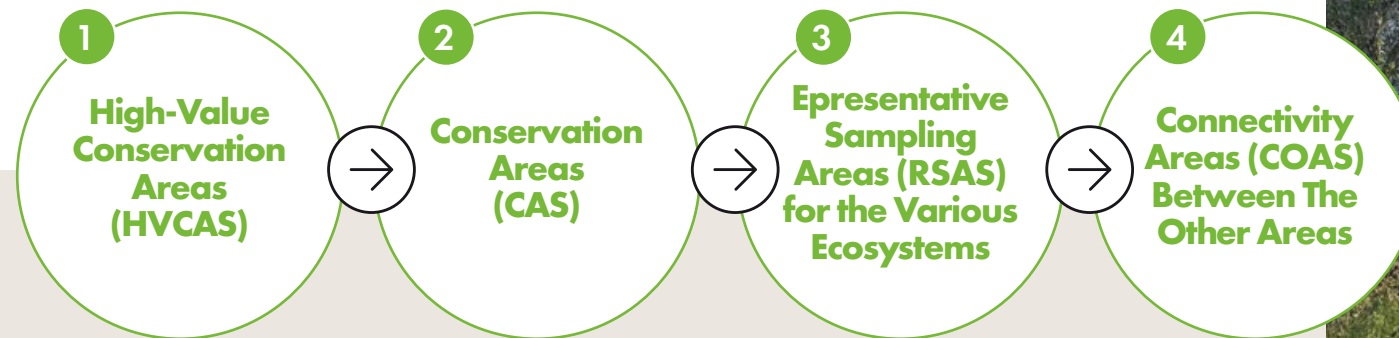 1
High-Value
Conservation
Areas
(HVCAS)
2
Conservation
Areas
(CAS)
3
Epresentative
Sampling
Areas (RSAS)
for the Various
Ecosystems
4
Connectivity
Areas (COAS)
Between The
Other Areas